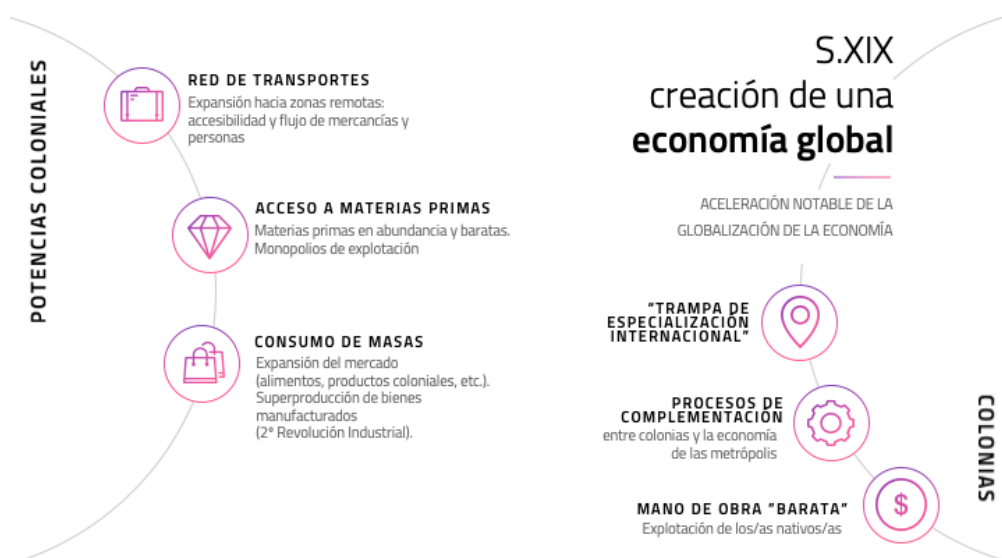 POTENCIAS COLONIALES
RED DE TRANSPORTES
Expansión hacia zonas remotas:
accesibilidad y flujo de mercancías y
personas
ACCESO A MATERIAS PRIMAS
Materias primas en abundancia y baratas.
Monopolios de explotación
CONSUMO DE MASAS
Expansión del mercado
(alimentos, productos coloniales, etc.).
Superproducción de bienes
manufacturados
(2º Revolución Industrial).
S.XIX
creación de una
economía global
ACELERACIÓN NOTABLE DE LA
GLOBALIZACIÓN DE LA ECONOMÍA
"TRAMPA DE
ESPECIALIZACIÓN
INTERNACIONAL"
PROCESOS DE
COMPLEMENTACIÓN
entre colonias y la economía
de las metrópolis
MANO DE OBRA "BARATA"
Explotación de los/as nativos/as
$
COLONIAS